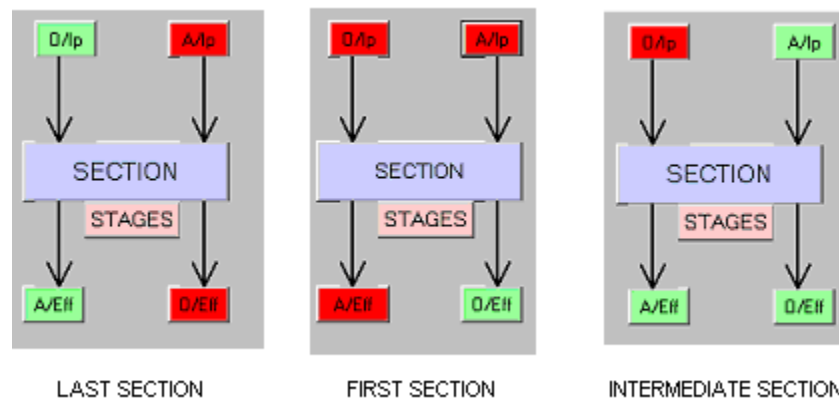 O/Ip A/Ip
SECTION
STAGES
A/Eff O/Eff
LAST SECTION
O/Ip A/Ip
SECTION
STAGES
A/Eff O/Eff
FIRST SECTION
O/Ip A/Ip
SECTION
STAGES
A/Eff O/Eff
INTERMEDIATE SECTION